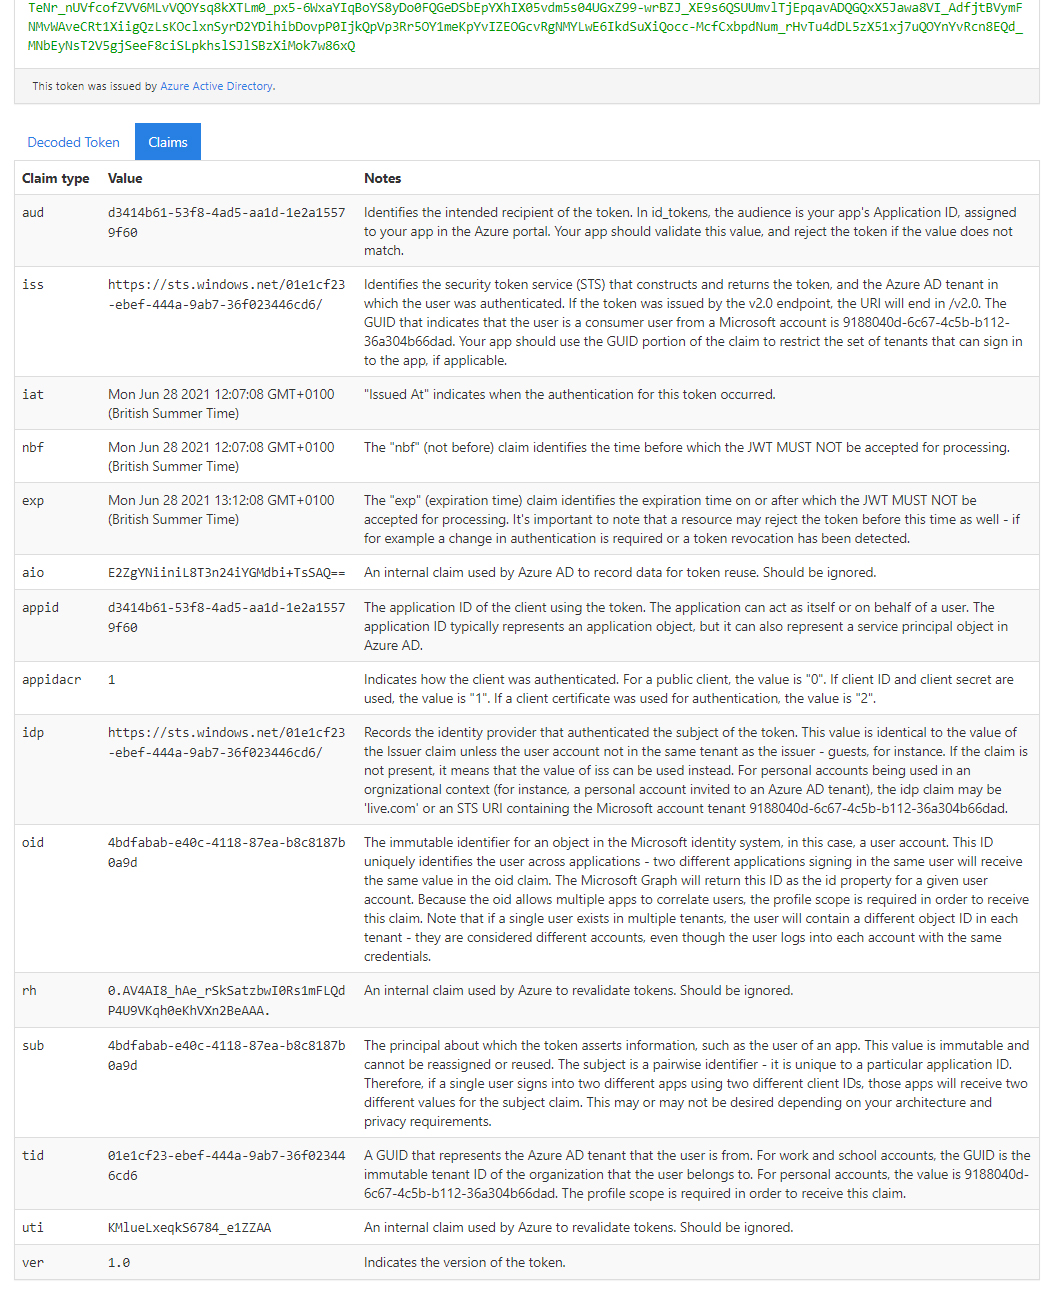 TeNr_nUVfcofZVV6MLvVQOYsq8kXTLm0_px5-6WxaYIqBoYS8yDo0FQGeDSbEpYXhIX05vdm5s04UGxZ99-wrBZJ_XE9s6QSUUmvlTjEpqavADQGQxX5Jawa8VI_AdfjtBVymF
NMvWAveCRt1XiigQzLsKOclxnSyrD2YDihibDovpP0IjkQpVp3Rr5OY1meKpYvIZEOGcvRgNMYLwE6IkdSuXiQocc-McfCxbpdNum_rHvTu4dDL5zX51xj7uQOYnYvRcn8EQd_
MNbEyNsT2V5gjSeeF8ciSLpkhslSJlSBzXiMok7w86xQ
This token was issued by Azure Active Directory.
Decoded Token
Claims
Claim type Value Notes
aud d3414b61-53f8-4ad5-aa1d-1e2a1557 Identifies the intended recipient of the token. In id_tokens, the audience is your app's Application ID, assigned
9f60 to your app in the Azure portal. Your app should validate this value, and reject the token if the value does not
match.
iss https://sts.windows.net/01e1cf23 Identifies the security token service (STS) that constructs and returns the token, and the Azure AD tenant in
-ebef-444a-9ab7-36f023446cd6/ which the user was authenticated. If the token was issued by the v2.0 endpoint, the URI will end in /v2.0. The
GUID that indicates that the user is a consumer user from a Microsoft account is 9188040d-6c67-4c5b-b112-
36a304b66dad. Your app should use the GUID portion of the claim to restrict the set of tenants that can sign in
to the app, if applicable.
iat Mon Jun 28 2021 12:07:08 GMT+0100 "Issued At" indicates when the authentication for this token occurred.
(British Summer Time)
nbf Mon Jun 28 2021 12:07:08 GMT+0100 The "nbf" (not before) claim identifies the time before which the JWT MUST NOT be accepted for processing.
(British Summer Time)
exp Mon Jun 28 2021 13:12:08 GMT+0100 The "exp" (expiration time) claim identifies the expiration time on or after which the JWT MUST NOT be
(British Summer Time) accepted for processing. It's important to note that a resource may reject the token before this time as well - if
for example a change in authentication is required or a token revocation has been detected.
aio E2ZgYNiiniL8T3n24iYGMdbi+TsSAQ== An internal claim used by Azure AD to record data for token reuse. Should be ignored.
appid d3414b61-53f8-4ad5-aa1d-1e2a1557 The application ID of the client using the token. The application can act as itself or on behalf of a user. The
9f60 application ID typically represents an application object, but it can also represent a service principal object in
Azure AD.
appidacr 1 Indicates how the client was authenticated. For a public client, the value is "0". If client ID and client secret are
used, the value is "1". If a client certificate was used for authentication, the value is "2".
idp https://sts.windows.net/01e1cf23 Records the identity provider that authenticated the subject of the token. This value is identical to the value of
-ebef-444a-9ab7-36f023446cd6/ the Issuer claim unless the user account not in the same tenant as the issuer - guests, for instance. If the claim is
not present, it means that the value of iss can be used instead. For personal accounts being used in an
orgnizational context (for instance, a personal account invited to an Azure AD tenant), the idp claim may be
'live.com' or an STS URI containing the Microsoft account tenant 9188040d-6c67-4c5b-b112-36a304b66dad.
oid 4bdfabab-e40c-4118-87ea-b8c8187b The immutable identifier for an object in the Microsoft identity system, in this case, a user account. This ID
0a9d uniquely identifies the user across applications - two different applications signing in the same user will receive
the same value in the oid claim. The Microsoft Graph will return this ID as the id property for a given user
account. Because the oid allows multiple apps to correlate users, the profile scope is required in order to receive
this claim. Note that if a single user exists in multiple tenants, the user will contain a different object ID in each
tenant - they are considered different accounts, even though the user logs into each account with the same
credentials.
rh 0.AV4AI8_hAe_rSkSatzbwI0Rs1mFLQd An internal claim used by Azure to revalidate tokens. Should be ignored.
P4U9VKqh0eKhVXn2BeAAA.
sub 4bdfabab-e40c-4118-87ea-b8c8187b The principal about which the token asserts information, such as the user of an app. This value is immutable and
0a9d cannot be reassigned or reused. The subject is a pairwise identifier - it is unique to a particular application ID.
Therefore, if a single user signs into two different apps using two different client IDs, those apps will receive two
different values for the subject claim. This may or may not be desired depending on your architecture and
privacy requirements.
tid 01e1cf23-ebef-444a-9ab7-36f02344 A GUID that represents the Azure AD tenant that the user is from. For work and school accounts, the GUID is the
6cd6 immutable tenant ID of the organization that the user belongs to. For personal accounts, the value is 9188040d-
6c67-4c5b-b112-36a304b66dad. The profile scope is required in order to receive this claim.
uti KMlueLxeqkS6784_e1ZZAA An internal claim used by Azure to revalidate tokens. Should be ignored.
ver 1.0 Indicates the version of the token.